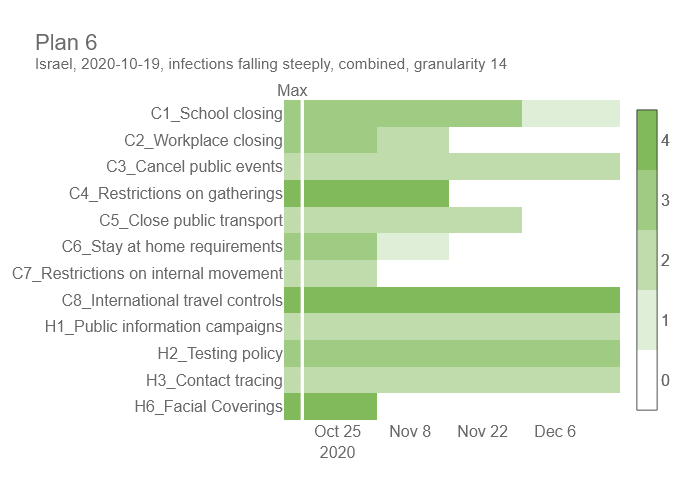 Plan 6
Israel, 2020-10-19, infections falling steeply, combined, granularity 14
Max
C1_School closing
C2_Workplace closing
C3_Cancel public events
C4_Restrictions on gatherings
C5_Close public transport
C6_Stay at home requirements
C7_Restrictions on internal movement
C8_International travel controls
H1_Public information campaigns
H2_Testing policy
H3_Contact tracing
H6_Facial Coverings
4
3
2
1
0
Oct 25 Nov 8 Nov 22 Dec 6
2020